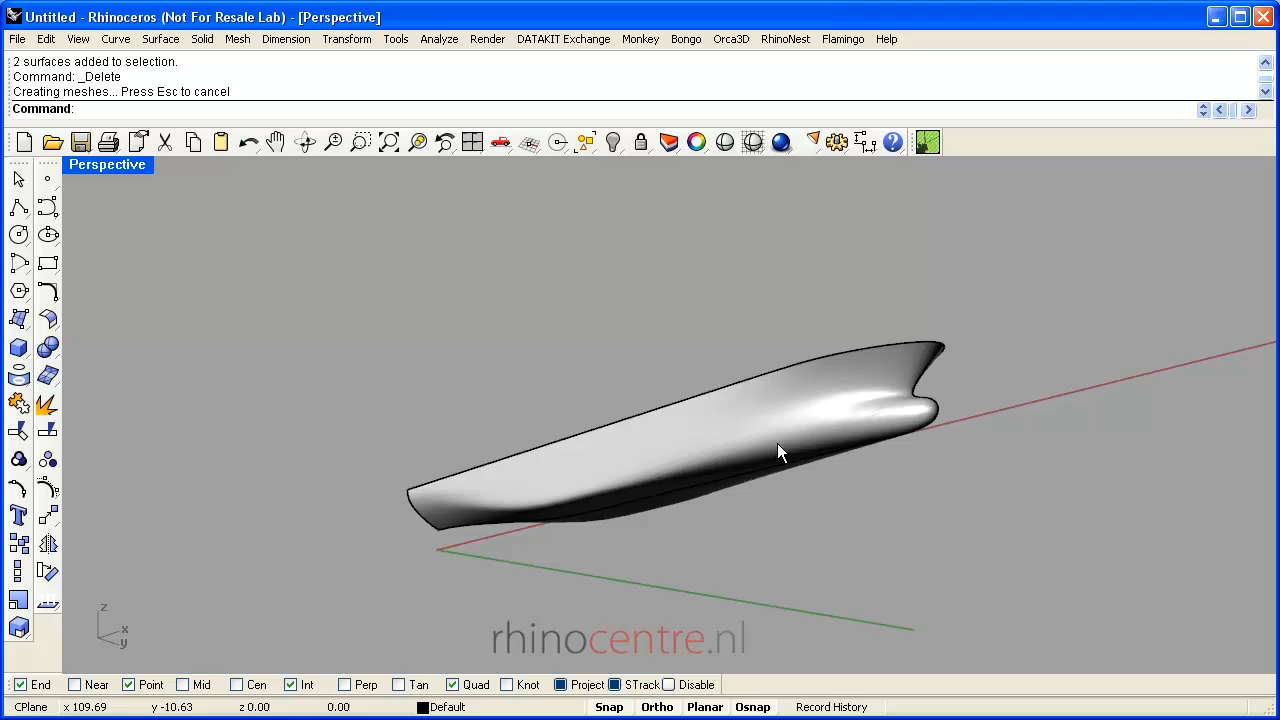 Untitled - Rhinoceros (Not For Resale Lab) - [Perspective]
File Edit View Curve Surface Solid Mesh Dimension Transform Tools Analyze Render DATAKIT Exchange Monkey Bongo Orca3D RhinoNest Flamingo Help
2 surfaces added to selection.
Command: _Delete
Creating meshes... Press Esc to cancel
Command:
Perspective
z
x
y
rhinocentre.nl
End Near Point Mid Cen Int Perp Tan Quad Knot Project STrack Disable
CPlane x 109.69 y -10.63 z 0.00 0.00 Default Snap Ortho Planar Osnap Record History